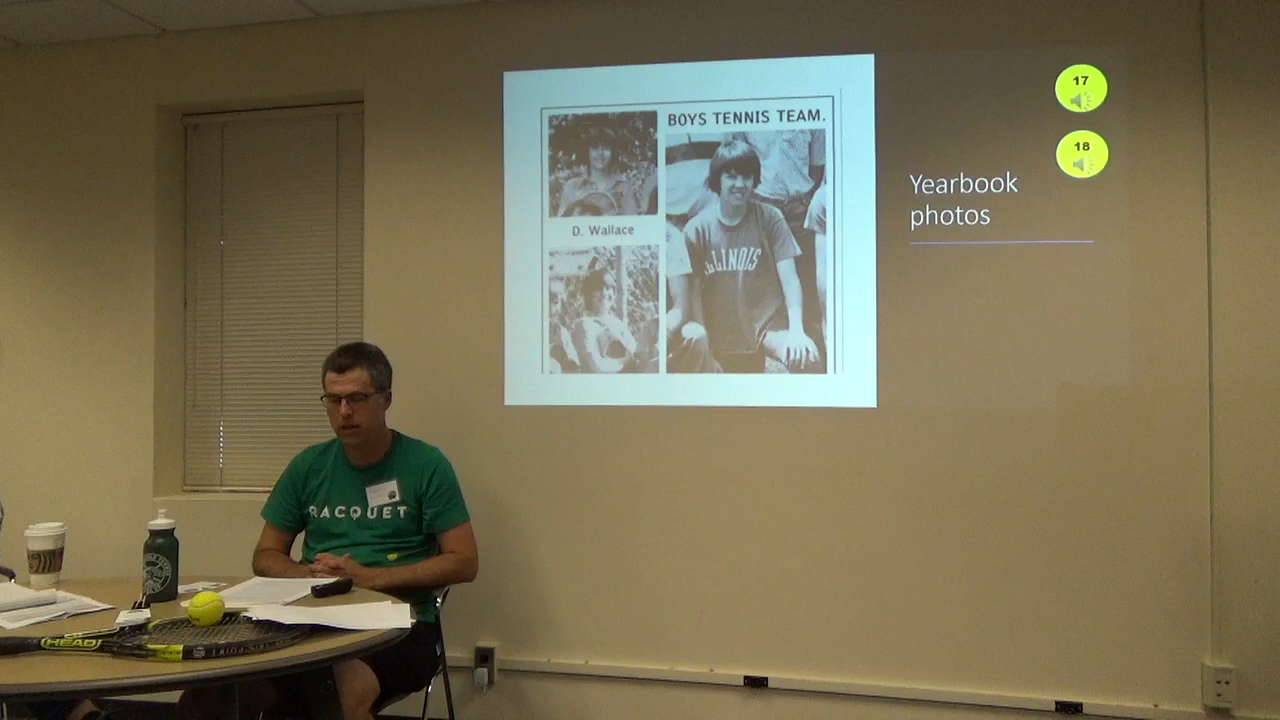 BOYS TENNIS TEAM.
D. Wallace
ILLINOIS
Yearbook
photos
17
18
RACQUET
HEAD